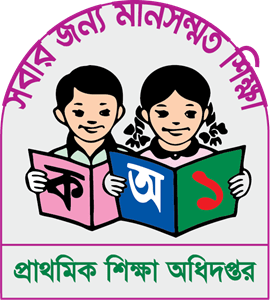 সবার জন্য মানসম্মত শিক্ষা
ক অ ১
প্রাথমিক শিক্ষা অধিদপ্তর